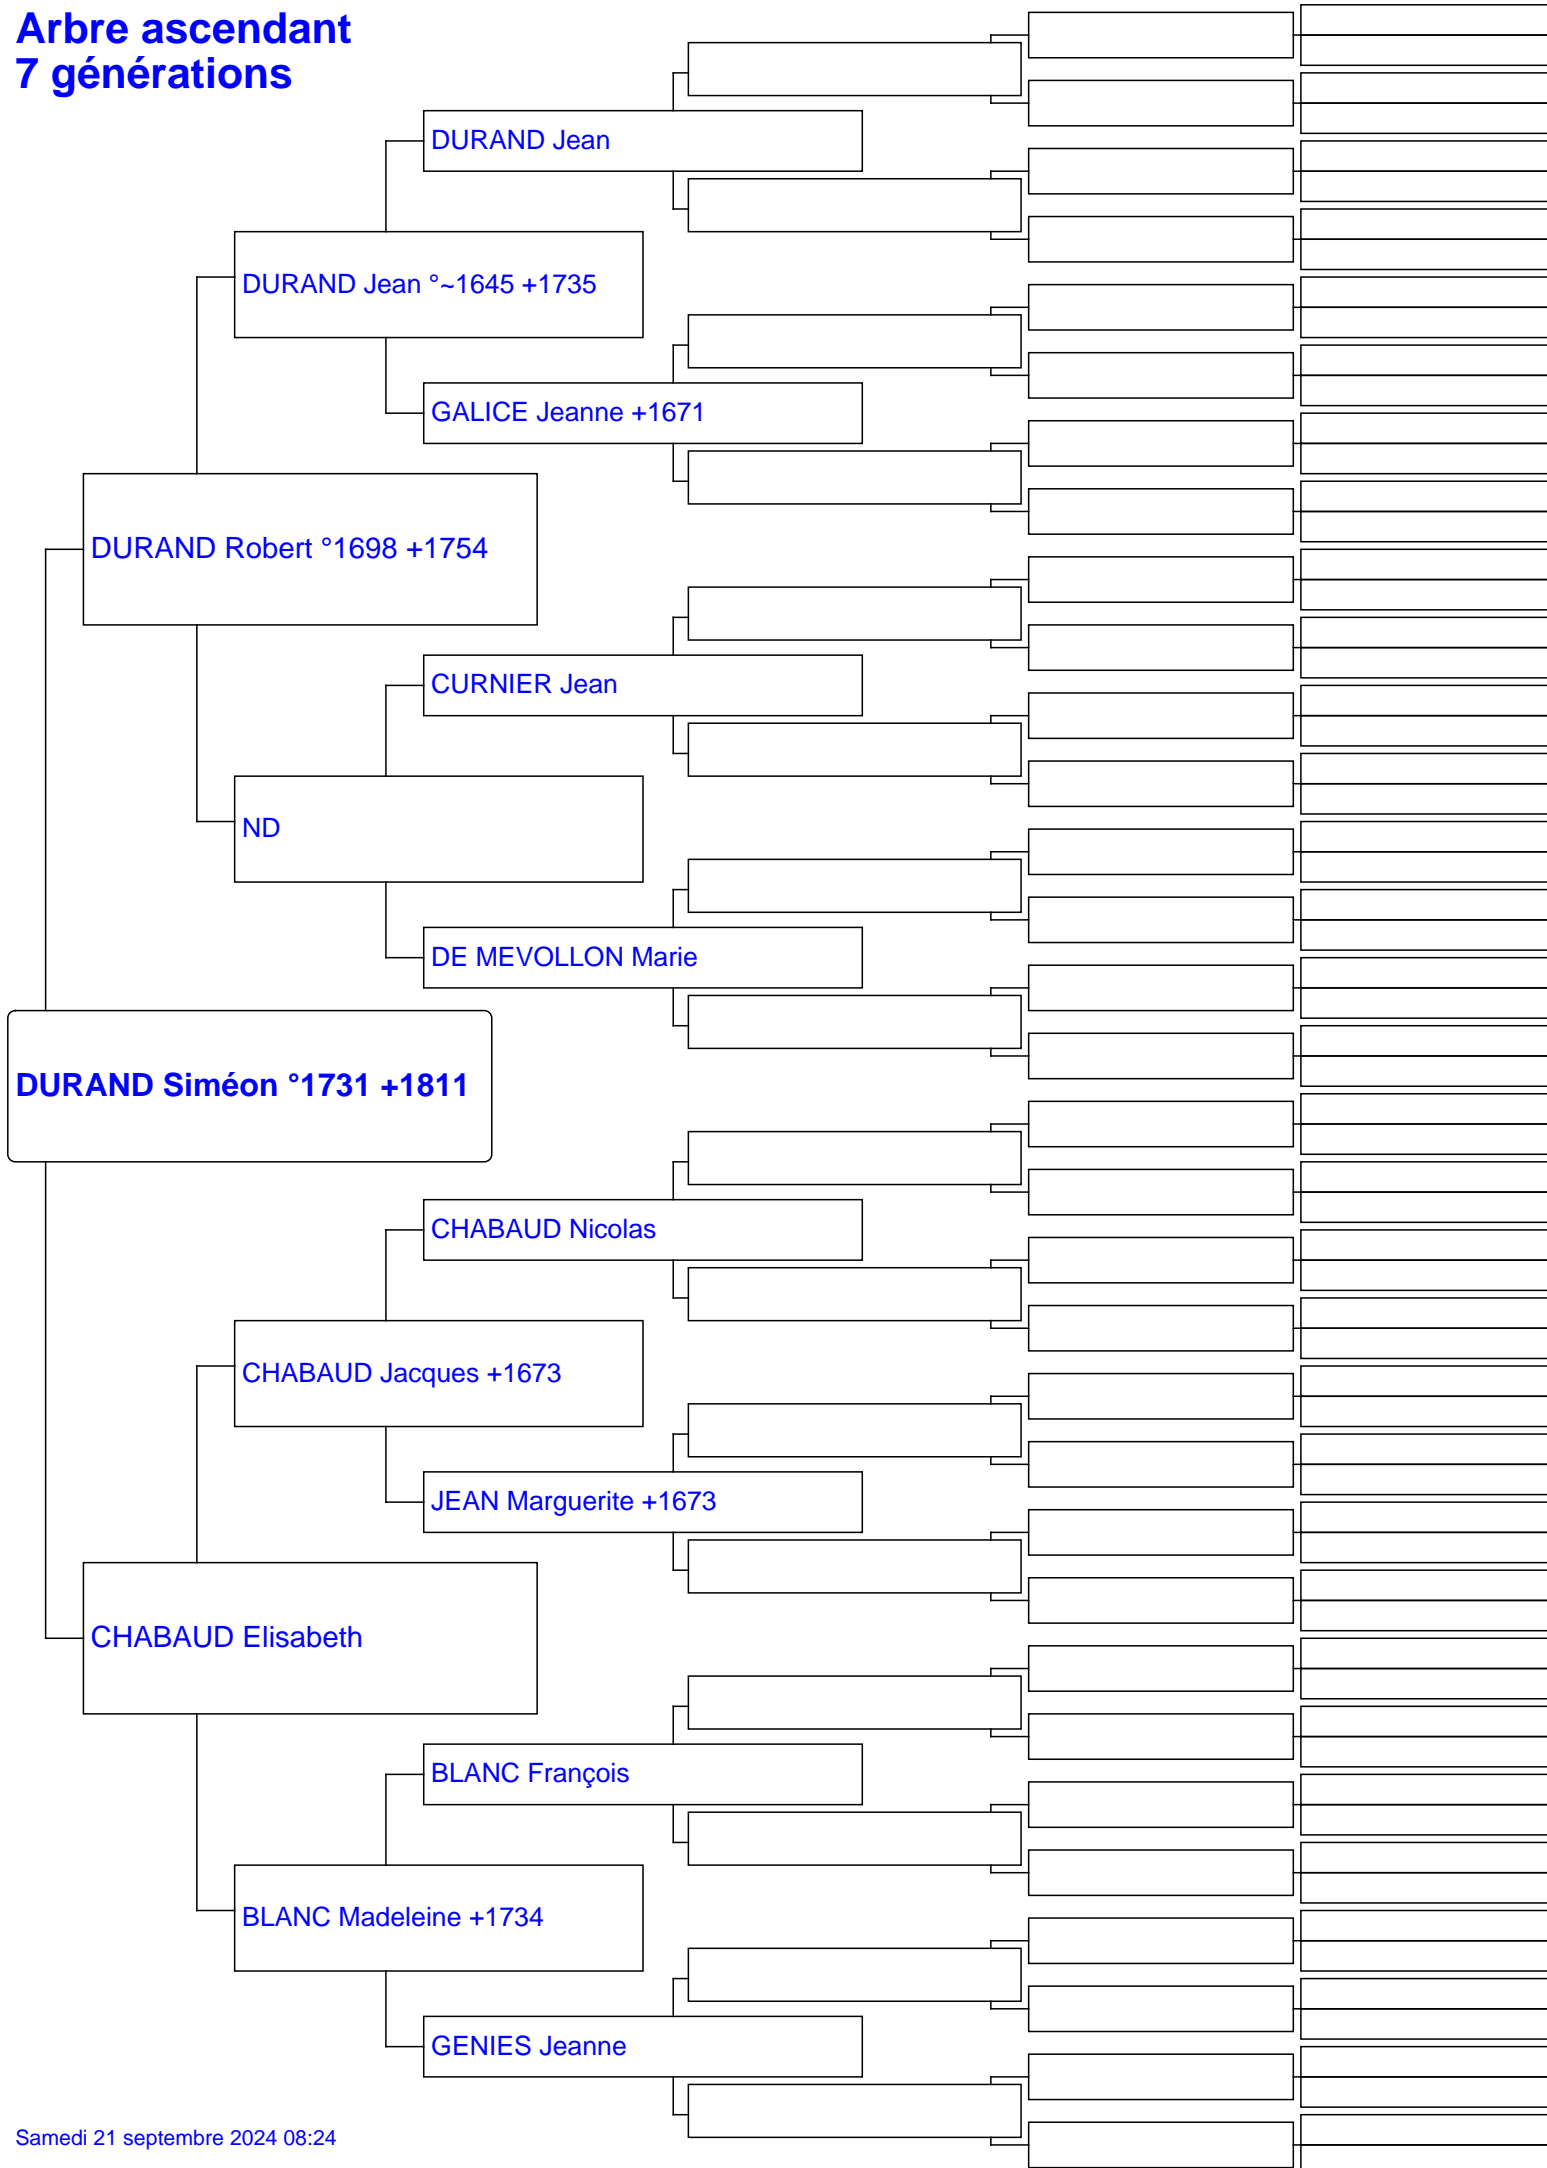 Arbre ascendant
7 générations
DURAND Jean
DURAND Jean °~1645 +1735
GALICE Jeanne +1671
DURAND Robert °1698 +1754
CURNIER Jean
ND
DE MEVOLLON Marie
DURAND Siméon °1731 +1811
CHABAUD Nicolas
CHABAUD Jacques +1673
JEAN Marguerite +1673
CHABAUD Elisabeth
BLANC François
BLANC Madeleine +1734
GENIES Jeanne
Samedi 21 septembre 2024 08:24